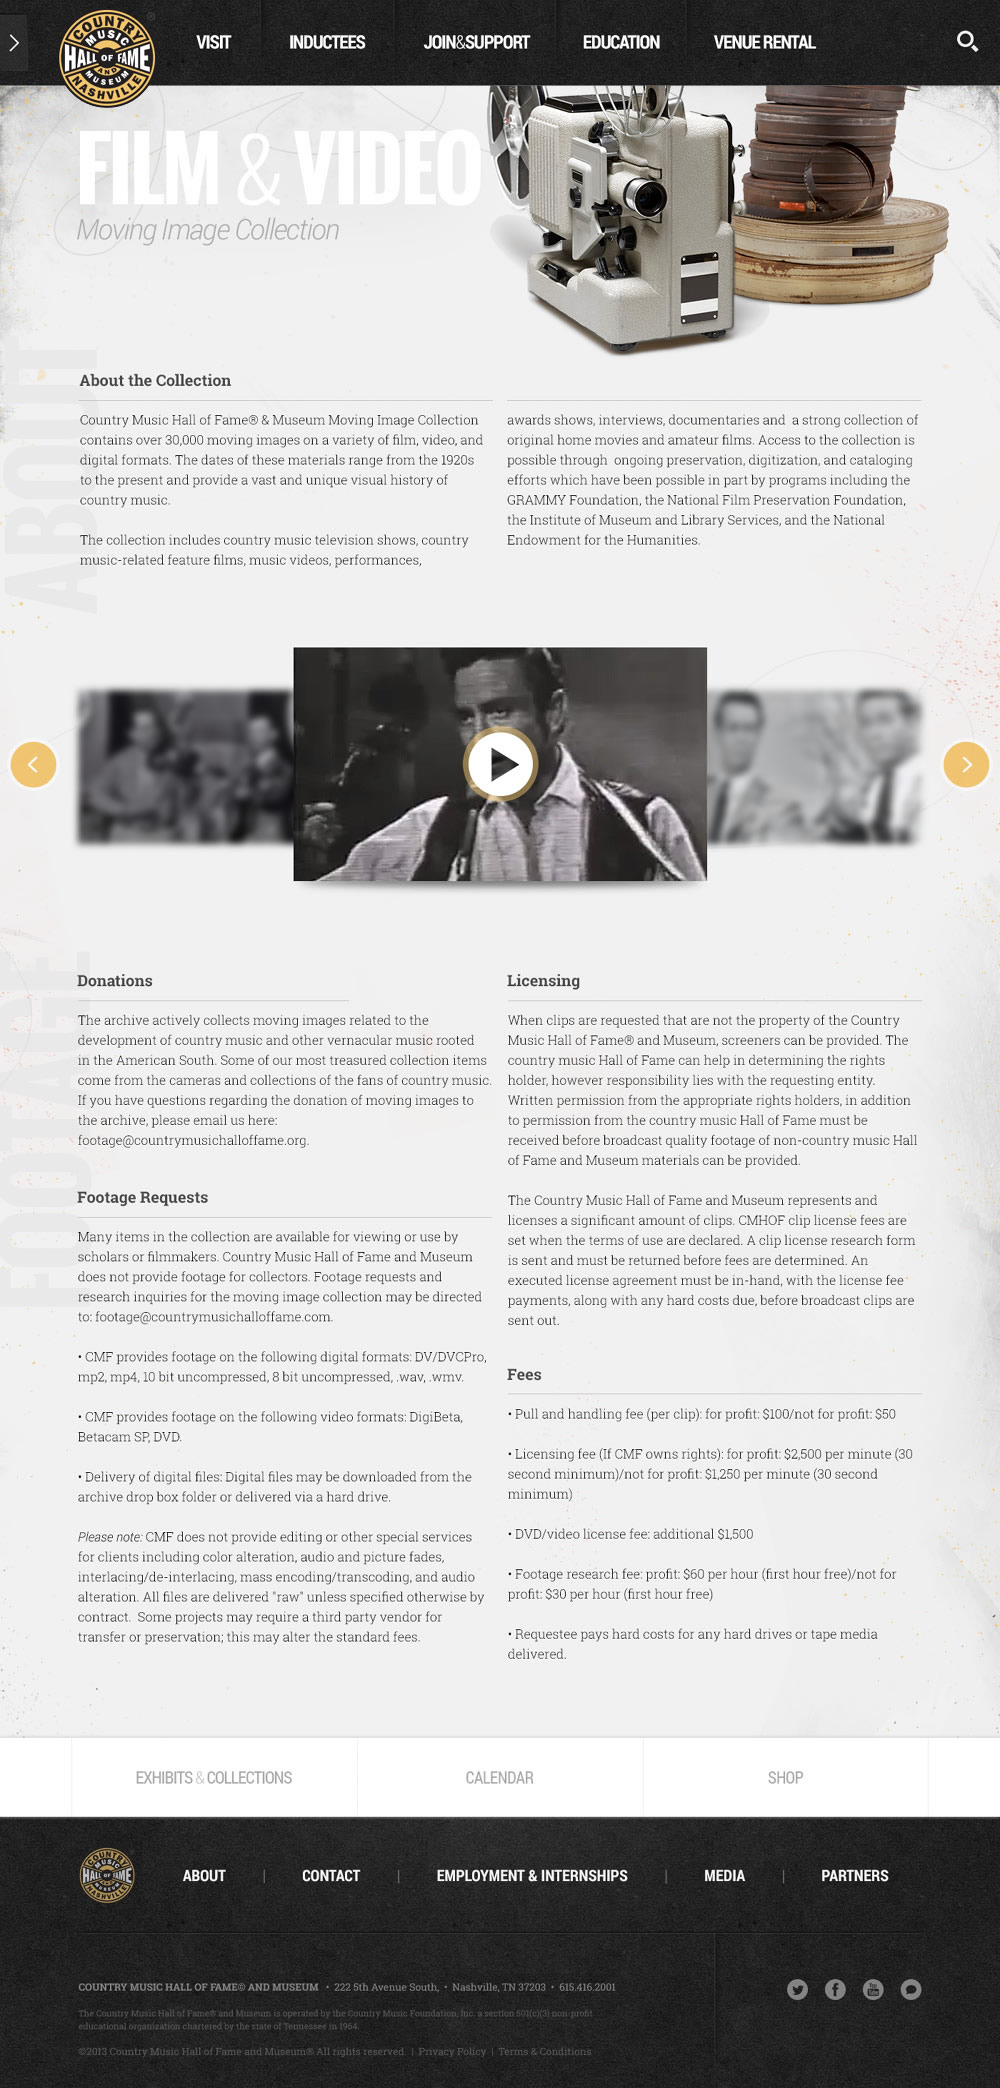 COUNTRY
MUSIC
HALL OF FAME
AND
MUSEUM
NASHVILLE
VISIT
INDUCTEES
JOIN&SUPPORT
EDUCATION
VENUE RENTAL
FILM & VIDEO
Moving Image Collection
ABOUT
About the Collection
Country Music Hall of Fame® & Museum Moving Image Collection
contains over 30,000 moving images on a variety of film, video, and
digital formats. The dates of these materials range from the 1920s
to the present and provide a vast and unique visual history of
country music.
The collection includes country music television shows, country
music-related feature films, music videos, performances,
awards shows, interviews, documentaries and  a strong collection of
original home movies and amateur films. Access to the collection is
possible through  ongoing preservation, digitization, and cataloging
efforts which have been possible in part by programs including the
GRAMMY Foundation, the National Film Preservation Foundation,
the Institute of Museum and Library Services, and the National
Endowment for the Humanities.
FOOTAGE
Donations
The archive actively collects moving images related to the
development of country music and other vernacular music rooted
in the American South. Some of our most treasured collection items
come from the cameras and collections of the fans of country music.
If you have questions regarding the donation of moving images to
the archive, please email us here:
footage@countrymusichalloffame.org.
Footage Requests
Many items in the collection are available for viewing or use by
scholars or filmmakers. Country Music Hall of Fame and Museum
does not provide footage for collectors. Footage requests and
research inquiries for the moving image collection may be directed
to: footage@countrymusichalloffame.com.
• CMF provides footage on the following digital formats: DV/DVCPro,
mp2, mp4, 10 bit uncompressed, 8 bit uncompressed, .wav, .wmv.
• CMF provides footage on the following video formats: DigiBeta,
Betacam SP, DVD.
• Delivery of digital files: Digital files may be downloaded from the
archive drop box folder or delivered via a hard drive.
Please note: CMF does not provide editing or other special services
for clients including color alteration, audio and picture fades,
interlacing/de-interlacing, mass encoding/transcoding, and audio
alteration. All files are delivered "raw" unless specified otherwise by
contract.  Some projects may require a third party vendor for
transfer or preservation; this may alter the standard fees.
Licensing
When clips are requested that are not the property of the Country
Music Hall of Fame® and Museum, screeners can be provided. The
country music Hall of Fame can help in determining the rights
holder, however responsibility lies with the requesting entity.
Written permission from the appropriate rights holders, in addition
to permission from the country music Hall of Fame must be
received before broadcast quality footage of non-country music Hall
of Fame and Museum materials can be provided.
The Country Music Hall of Fame and Museum represents and
licenses a significant amount of clips. CMHOF clip license fees are
set when the terms of use are declared. A clip license research form
is sent and must be returned before fees are determined. An
executed license agreement must be in-hand, with the license fee
payments, along with any hard costs due, before broadcast clips are
sent out.
Fees
• Pull and handling fee (per clip): for profit: $100/not for profit: $50
• Licensing fee (If CMF owns rights): for profit: $2,500 per minute (30
second minimum)/not for profit: $1,250 per minute (30 second
minimum)
• DVD/video license fee: additional $1,500
• Footage research fee: profit: $60 per hour (first hour free)/not for
profit: $30 per hour (first hour free)
• Requestee pays hard costs for any hard drives or tape media
delivered.
EXHIBITS & COLLECTIONS
CALENDAR
SHOP
COUNTRY
MUSIC
HALL OF FAME
AND
MUSEUM
NASHVILLE
ABOUT | CONTACT | EMPLOYMENT & INTERNSHIPS | MEDIA | PARTNERS
COUNTRY MUSIC HALL OF FAME© AND MUSEUM • 222 5th Avenue South, • Nashville, TN 37203 • 615.416.2001
The Country Music Hall of Fame® and Museum is operated by the Country Music Foundation, Inc. a section 501(c)(3) non-profit
educational organization chartered by the state of Tennessee in 1964.
©2013 Country Music Hall of Fame and Museum® All rights reserved. | Privacy Policy | Terms & Conditions